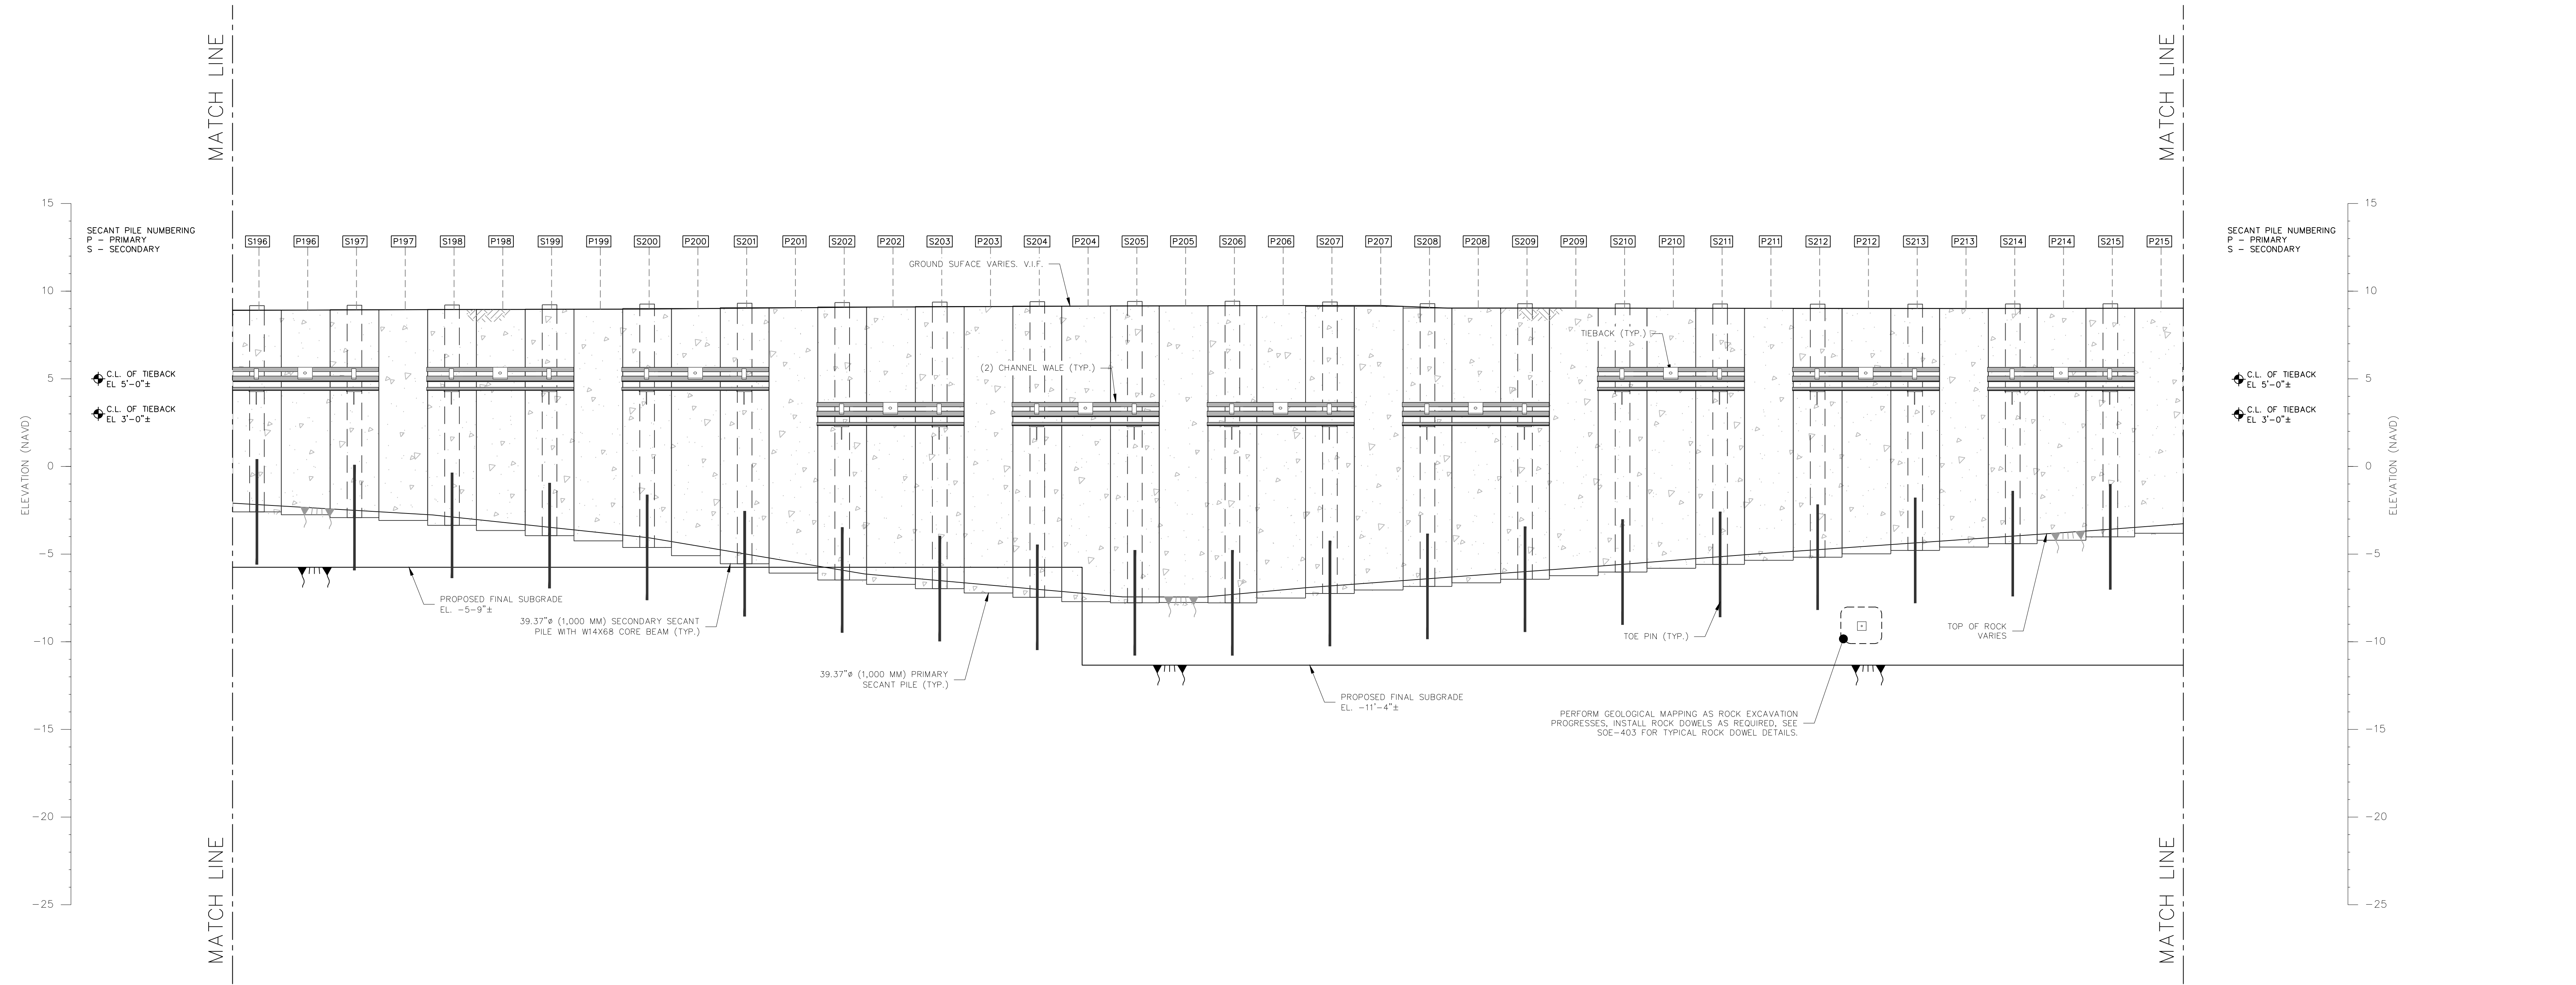 MATCH LINE
MATCH LINE
15
10
5
0
-5
-10
-15
-20
-25
ELEVATION (NAVD)
SECANT PILE NUMBERING
P - PRIMARY
S - SECONDARY
C.L. OF TIEBACK
EL 5'-0"±
C.L. OF TIEBACK
EL 3'-0"±
S196 P196 S197 P197 S198 P198 S199 P199 S200 P200 S201 P201 S202 P202 S203 P203 S204 P204 S205 P205 S206 P206 S207 P207 S208 P208 S209 P209 S210 P210 S211 P211 S212 P212 S213 P213 S214 P214 S215 P215
GROUND SUFACE VARIES. V.I.F.
TIEBACK (TYP.)
(2) CHANNEL WALE (TYP.)
PROPOSED FINAL SUBGRADE
EL. -5-9"±
39.37"ø (1,000 MM) SECONDARY SECANT
PILE WITH W14X68 CORE BEAM (TYP.)
39.37"ø (1,000 MM) PRIMARY
SECANT PILE (TYP.)
TOE PIN (TYP.)
TOP OF ROCK
VARIES
PROPOSED FINAL SUBGRADE
EL. -11'-4"±
PERFORM GEOLOGICAL MAPPING AS ROCK EXCAVATION
PROGRESSES, INSTALL ROCK DOWELS AS REQUIRED, SEE
SOE-403 FOR TYPICAL ROCK DOWEL DETAILS.
SECANT PILE NUMBERING
P - PRIMARY
S - SECONDARY
C.L. OF TIEBACK
EL 5'-0"±
C.L. OF TIEBACK
EL 3'-0"±
15
10
5
0
-5
-10
-15
-20
-25
ELEVATION (NAVD)
MATCH LINE
MATCH LINE